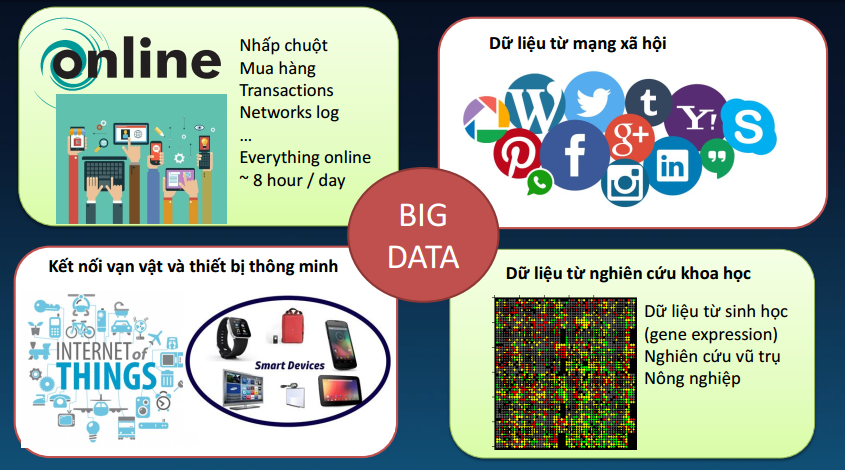 online
Nhấp chuột
Mua hàng
Transactions
Networks log
...
Everything online
~ 8 hour / day
Dữ liệu từ mạng xã hội
W
t
Y!
S
g+
f
in
BIG
DATA
Kết nối vạn vật và thiết bị thông minh
INTERNET of
THINGS
Smart Devices
Dữ liệu từ nghiên cứu khoa học
Dữ liệu từ sinh học
(gene expression)
Nghiên cứu vũ trụ
Nông nghiệp